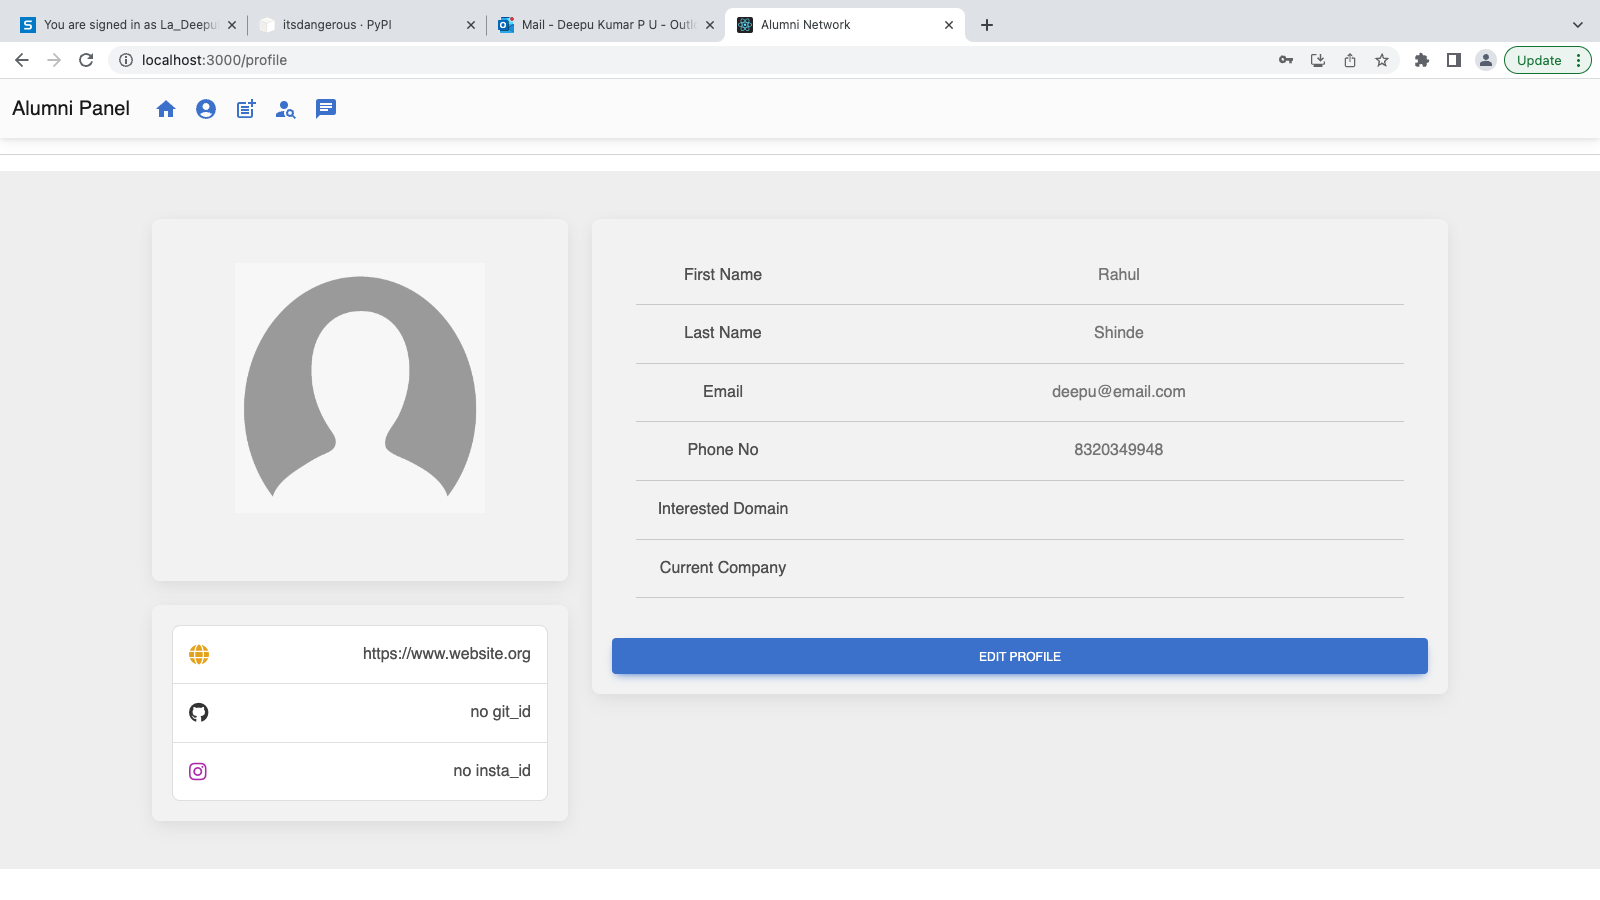 You are signed in as La_Deepu
itsdangerous · PyPI
Mail - Deepu Kumar P U - Outlo
Alumni Network
localhost:3000/profile
Update
Alumni Panel
First Name Rahul
Last Name Shinde
Email deepu@email.com
Phone No 8320349948
Interested Domain
Current Company
EDIT PROFILE
https://www.website.org
no git_id
no insta_id